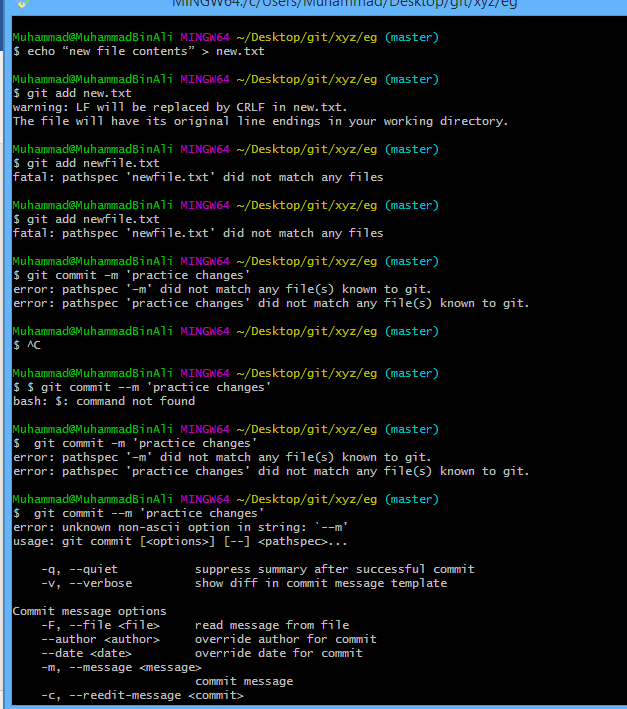 MINGW64:/c/Users/Muhammad/Desktop/git/xyz/eg
Muhammad@MuhammadBinAli MINGW64 ~/Desktop/git/xyz/eg (master)
$ echo “new file contents” > new.txt
Muhammad@MuhammadBinAli MINGW64 ~/Desktop/git/xyz/eg (master)
$ git add new.txt
warning: LF will be replaced by CRLF in new.txt.
The file will have its original line endings in your working directory.
Muhammad@MuhammadBinAli MINGW64 ~/Desktop/git/xyz/eg (master)
$ git add newfile.txt
fatal: pathspec 'newfile.txt' did not match any files
Muhammad@MuhammadBinAli MINGW64 ~/Desktop/git/xyz/eg (master)
$ git add newfile.txt
fatal: pathspec 'newfile.txt' did not match any files
Muhammad@MuhammadBinAli MINGW64 ~/Desktop/git/xyz/eg (master)
$ git commit –m 'practice changes'
error: pathspec '–m' did not match any file(s) known to git.
error: pathspec 'practice changes' did not match any file(s) known to git.
Muhammad@MuhammadBinAli MINGW64 ~/Desktop/git/xyz/eg (master)
$ ^C
Muhammad@MuhammadBinAli MINGW64 ~/Desktop/git/xyz/eg (master)
$ $ git commit -–m 'practice changes'
bash: $: command not found
Muhammad@MuhammadBinAli MINGW64 ~/Desktop/git/xyz/eg (master)
$  git commit –m 'practice changes'
error: pathspec '–m' did not match any file(s) known to git.
error: pathspec 'practice changes' did not match any file(s) known to git.
Muhammad@MuhammadBinAli MINGW64 ~/Desktop/git/xyz/eg (master)
$  git commit -–m 'practice changes'
error: unknown non-ascii option in string: `-–m'
usage: git commit [<options>] [--] <pathspec>...
-q, --quiet           suppress summary after successful commit
-v, --verbose         show diff in commit message template
Commit message options
-F, --file <file>     read message from file
--author <author>     override author for commit
--date <date>         override date for commit
-m, --message <message>
commit message
-c, --reedit-message <commit>